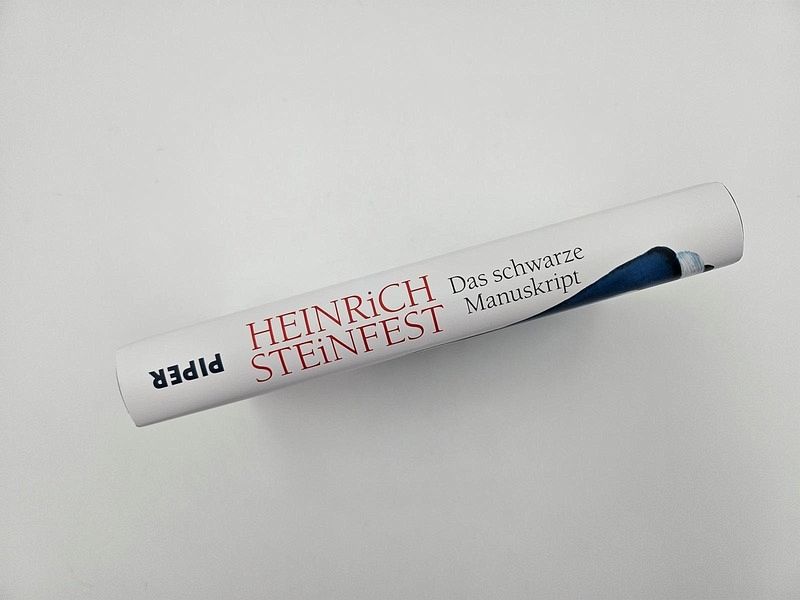 HEINRiCH
STEiNFEST
Das schwarze
Manuskript
PIPER